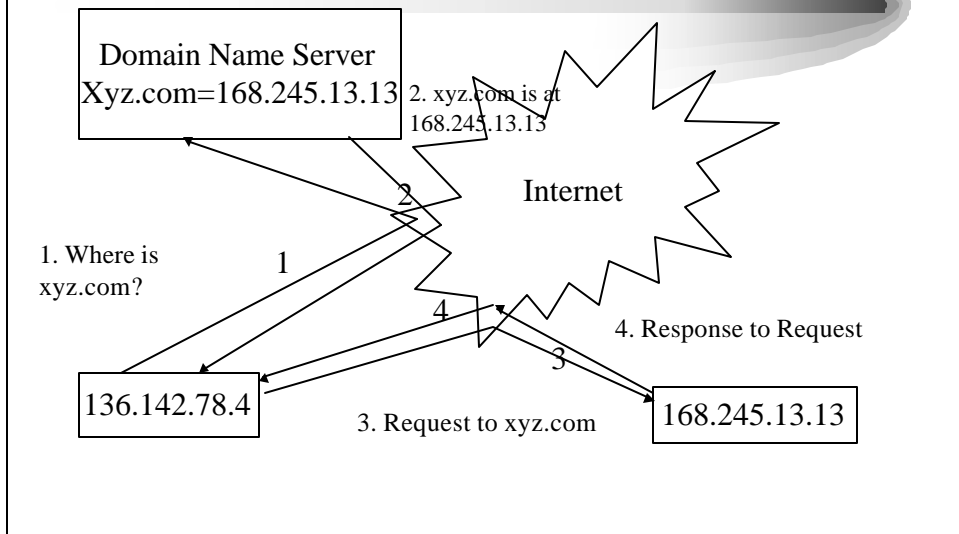 Domain Name Server
Xyz.com=168.245.13.13
2. xyz.com is at
168.245.13.13
2
Internet
1. Where is
xyz.com?
1
4
4. Response to Request
3
136.142.78.4
3. Request to xyz.com
168.245.13.13